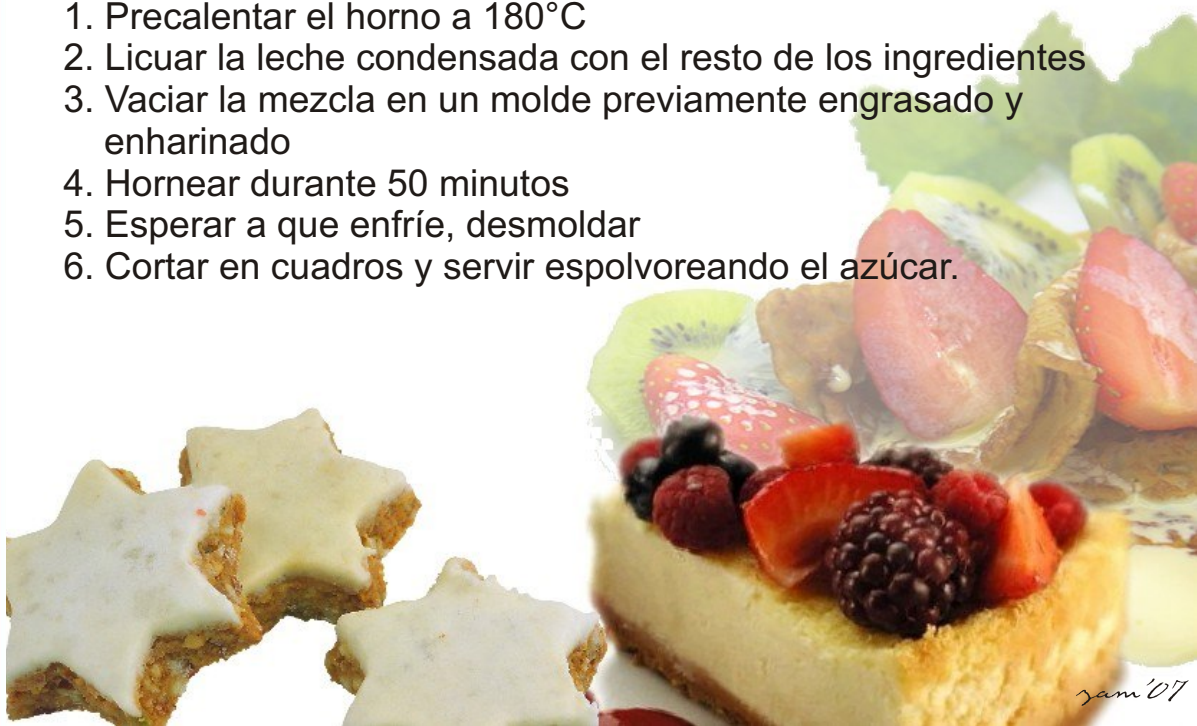 1. Precalentar el horno a 180°C
2. Licuar la leche condensada con el resto de los ingredientes
3. Vaciar la mezcla en un molde previamente engrasado y
enharinado
4. Hornear durante 50 minutos
5. Esperar a que enfríe, desmoldar
6. Cortar en cuadros y servir espolvoreando el azúcar.
zam'07